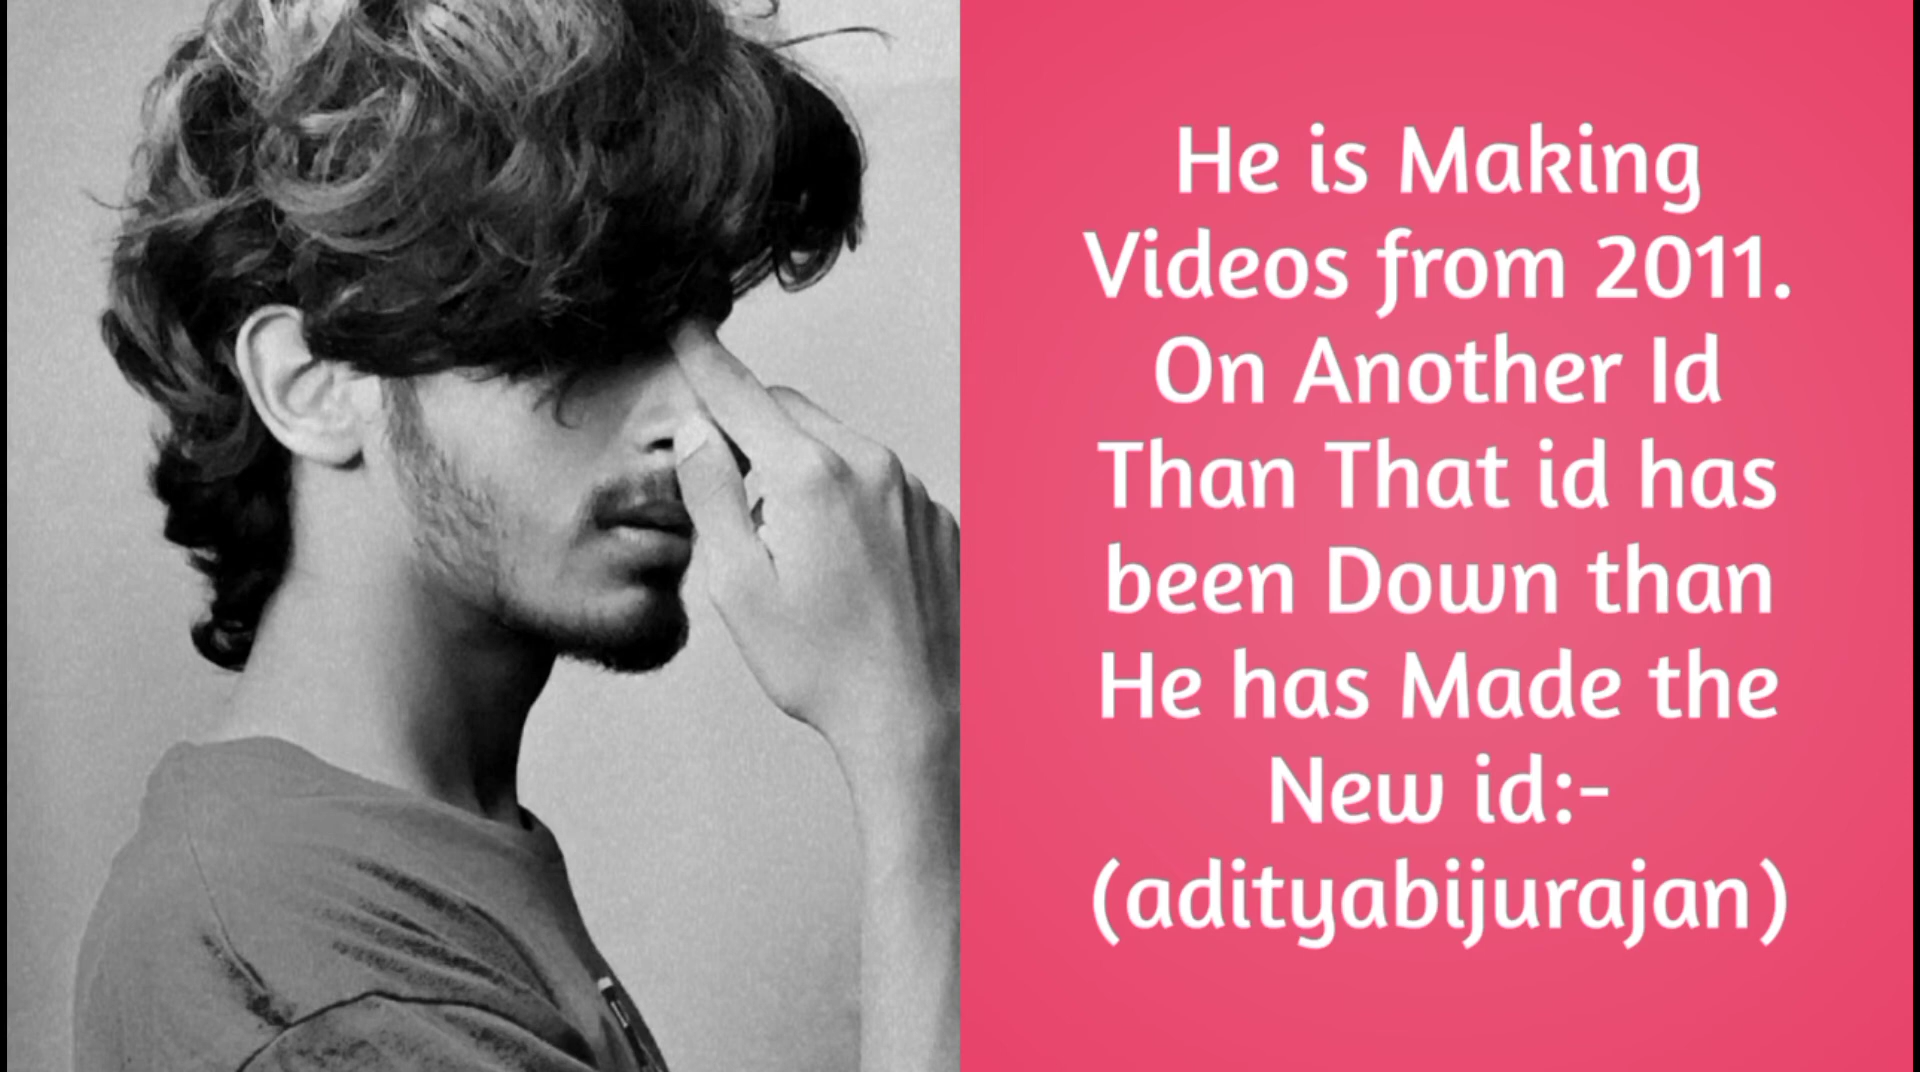 He is Making
Videos from 2011.
On Another Id
Than That id has
been Down than
He has Made the
New id:-
(adityabijurajan)